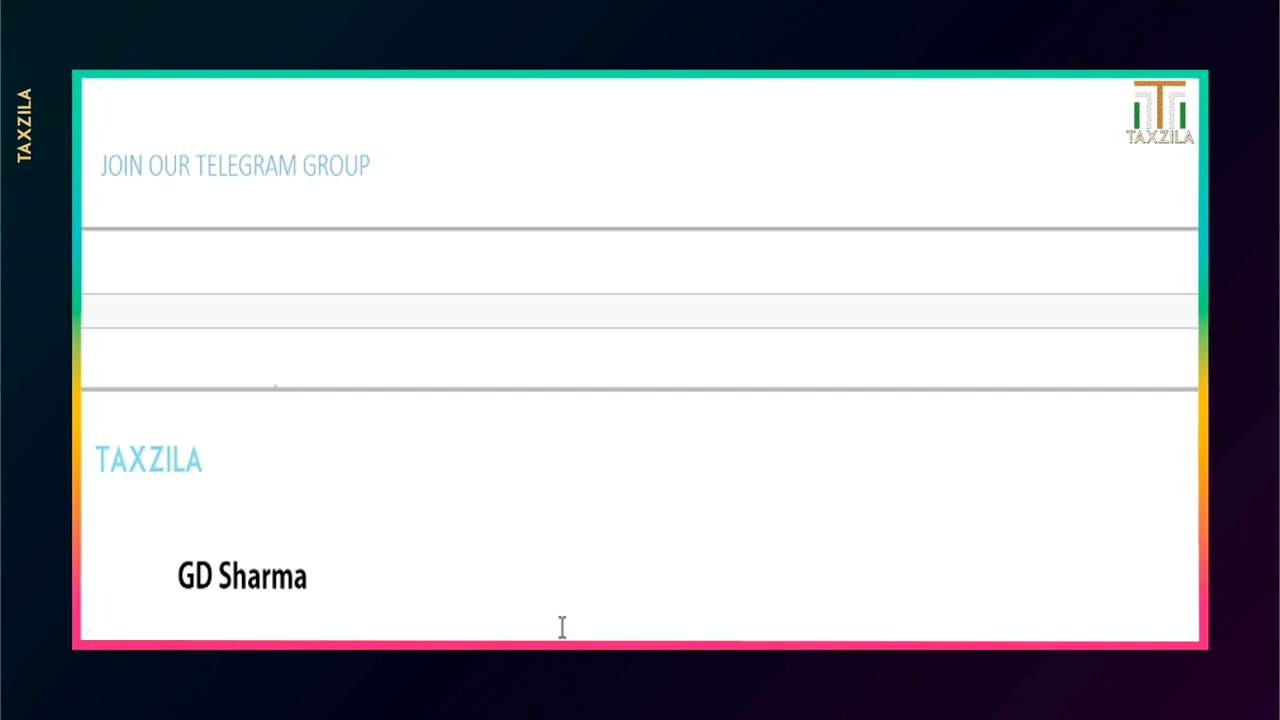 TAXZILA
TAXZILA
JOIN OUR TELEGRAM GROUP
TAXZILA
GD Sharma